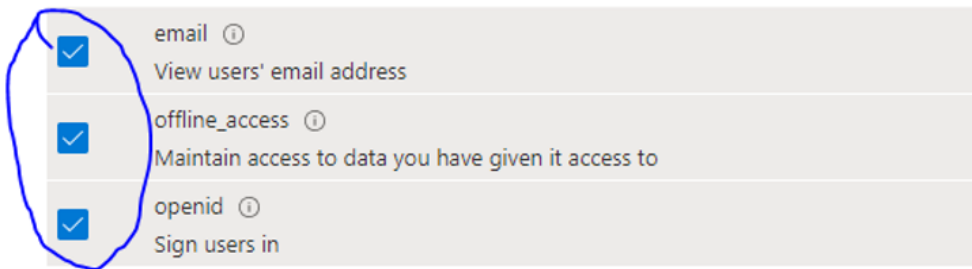 email
View users' email address
offline_access
Maintain access to data you have given it access to
openid
Sign users in